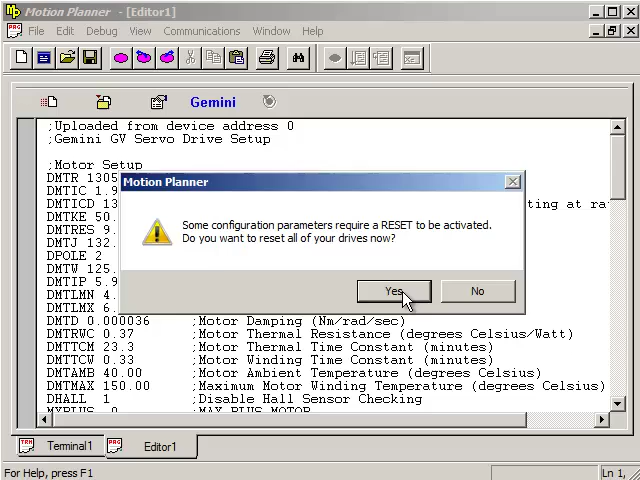 Motion Planner - [Editor1]
File Edit Debug View Communications Window Help
Gemini
;Uploaded from device address 0
;Gemini GV Servo Drive Setup
;Motor Setup
DMTR 1305
DMTIC 1.9
DMTICD 13 ting at ra
DMTKE 50.
DMTRES 9.
DMTJ 132.
DPOLE 2
DMTW 125.
DMTIP 5.9
DMTLMN 4.
DMTLMX 6.
DMTD 0.000036 ;Motor Damping (Nm/rad/sec)
DMTRWC 0.37 ;Motor Thermal Resistance (degrees Celsius/Watt)
DMTTCM 23.3 ;Motor Thermal Time Constant (minutes)
DMTTCW 0.33 ;Motor Winding Time Constant (minutes)
DMTAMB 40.00 ;Motor Ambient Temperature (degrees Celsius)
DMTMAX 150.00 ;Maximum Motor Winding Temperature (degrees Celsius)
DHALL 1 ;Disable Hall Sensor Checking
Motion Planner
Some configuration parameters require a RESET to be activated.
Do you want to reset all of your drives now?
Yes No
Terminal1 Editor1
For Help, press F1 Ln 1,